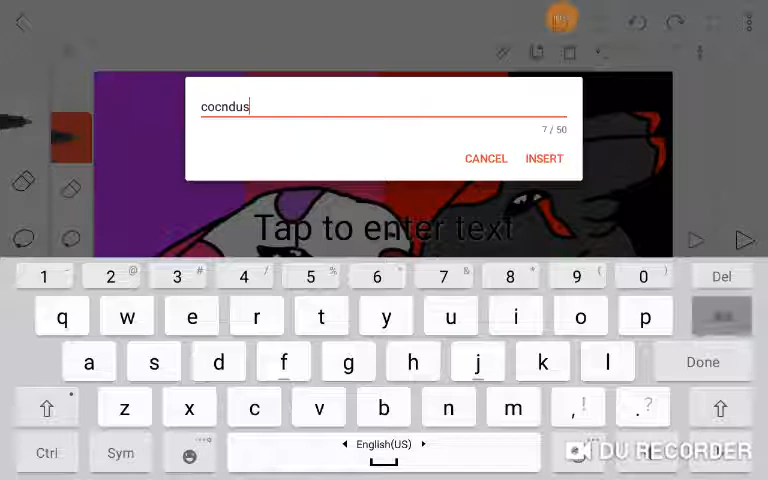 cocndus
7 / 50
CANCEL INSERT
Tap to enter text
1 - 2 @ 3 # 4 / 5 % 6 ^ 7 & 8 * 9 ( 0 ) Del
q w e r t y u i o p
a s d f g h j k l Done
z x c v b n m , ! . ?
Ctrl Sym English(US)
DU RECORDER